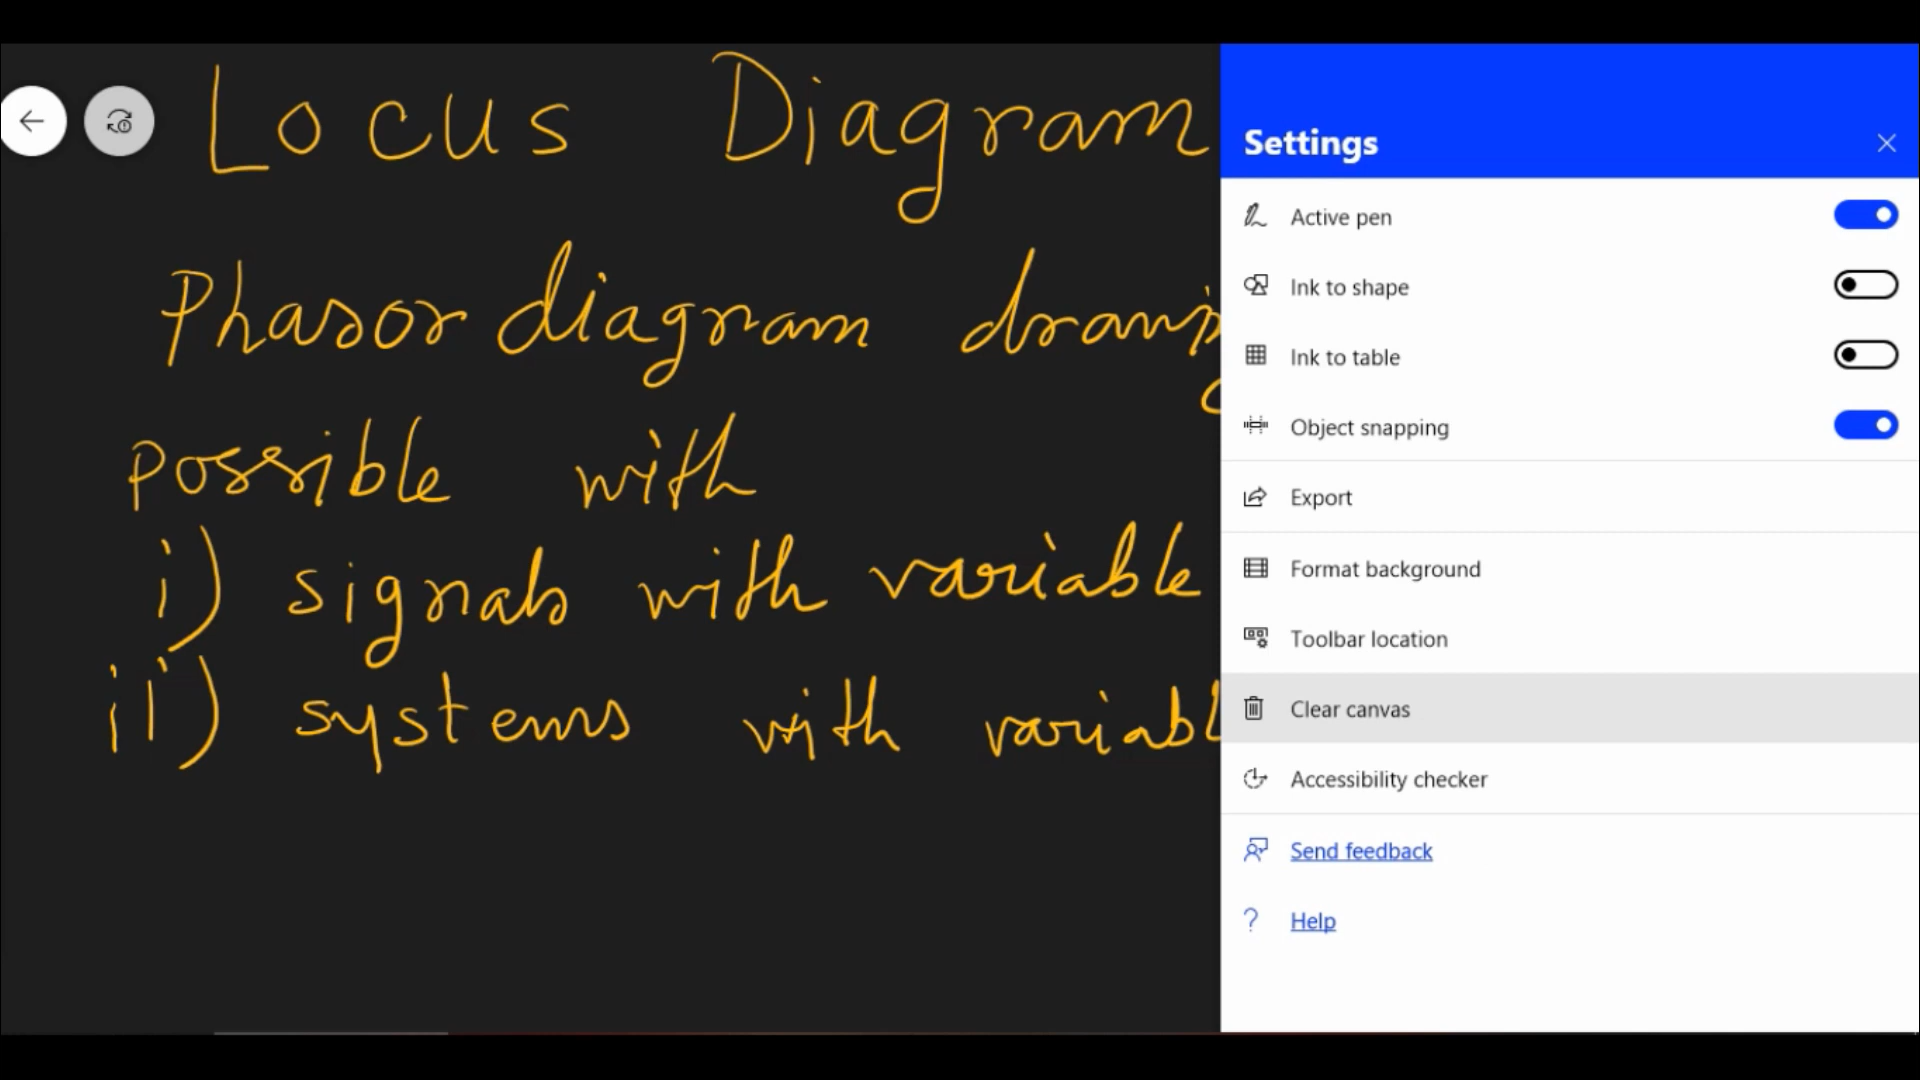 Locus Diagram
Phasor diagram
possible with
i) signals with variable
ii) systems with
Settings
Active pen
Ink to shape
Ink to table
Object snapping
Export
Format background
Toolbar location
Clear canvas
Accessibility checker
Send feedback
Help